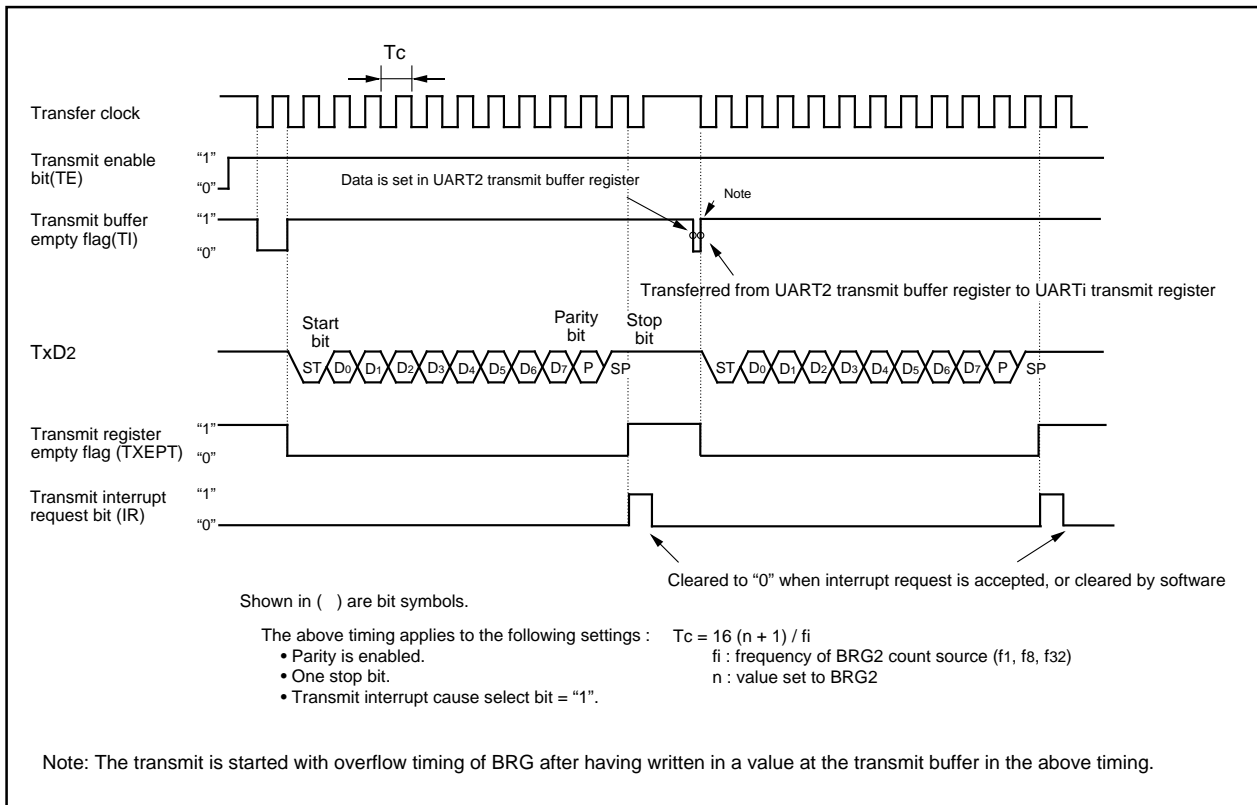 Tc
Transfer clock
Transmit enable
bit(TE)
“1”
“0”
Data is set in UART2 transmit buffer register
Note
Transmit buffer
empty flag(TI)
“1”
“0”
Transferred from UART2 transmit buffer register to UARTi transmit register
Start
bit
Parity
bit
Stop
bit
TxD2
ST D0 D1 D2 D3 D4 D5 D6 D7 P SP ST D0 D1 D2 D3 D4 D5 D6 D7 P SP
Transmit register
empty flag (TXEPT)
“1”
“0”
Transmit interrupt
request bit (IR)
“1”
“0”
Cleared to “0” when interrupt request is accepted, or cleared by software
Shown in ( ) are bit symbols.
The above timing applies to the following settings :
• Parity is enabled.
• One stop bit.
• Transmit interrupt cause select bit = “1”.
Tc = 16 (n + 1) / fi
fi : frequency of BRG2 count source (f1, f8, f32)
n : value set to BRG2
Note: The transmit is started with overflow timing of BRG after having written in a value at the transmit buffer in the above timing.